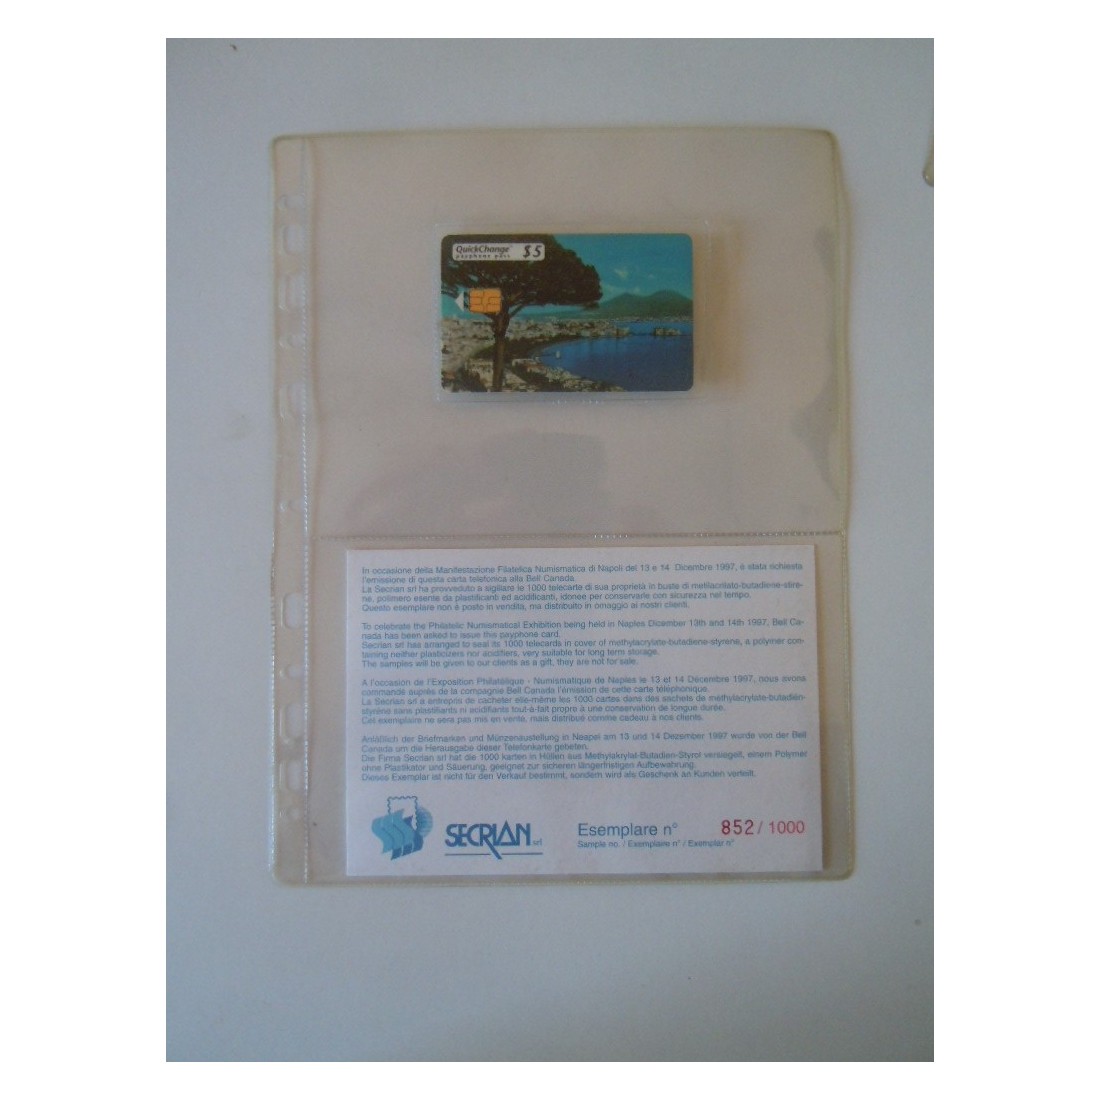 QuickChange
payphone pass
$5
In occasione della Manifestazione Filatelica Numismatica di Napoli del 13 e 14 Dicembre 1997, è stata richiesta
l'emissione di questa carta telefonica alla Bell Canada.
La Secrian srl ha provveduto a sigillare le 1000 telecarte di sua proprietà in buste di metilacrilato-butadiene-stire-
ne, polimero esente da plastificanti ed acidificanti, idonee per conservarle con sicurezza nel tempo.
Questo esemplare non è posto in vendita, ma distribuito in omaggio ai nostri clienti.
To celebrate the Philatelic Numismatical Exhibition being held in Naples Dicember 13th and 14th 1997, Bell Ca-
nada has been asked to issue this payphone card.
Secrian srl has arranged to seal its 1000 telecards in cover of methylacrylate-butadiene-styrene, a polymer con-
taining neither plasticizers nor acidifiers, very suitable for long term storage.
The samples will be given to our clients as a gift, they are not for sale.
A l'occasion de l'Exposition Philatélique - Numismatique de Naples le 13 et 14 Décembre 1997, nous avons
commandé auprés de la compagnie Bell Canada l'émission de cette carte téléphonique.
La Secrian srl a entrepris de cacheter elle-même les 1000 cartes dans des sachets de méthylacrytate-butadién-
styrène sans plastifiants ni acidifiants tout-à-fait propre à une conservation de longue durée.
Cet exemplaire ne sera pas mis en vente, mais distribué comme cadeau à nos clients.
Anläßlich der Briefmarken und Münzenaustellung in Neapel am 13 und 14 Dezember 1997 wurde von der Bell
Canada um die Herausgabe dieser Telefonkarte gebeten.
Die Firma Secrian srl hat die 1000 karten in Hüllen aus Methylakrylat-Butadien-Styrol versiegelt, einem Polymer
ohne Plastikator und Säuerung, geeignet zur sicheren längerfristigen Aufbewahrung.
Dieses Exemplar ist nicht für den Verkauf bestimmt, sondern wird als Geschenk an Kunden verteilt.
SECRIAN srl
Esemplare n° 852/ 1000
Sample no. / Exemplaire n° / Exemplar n°